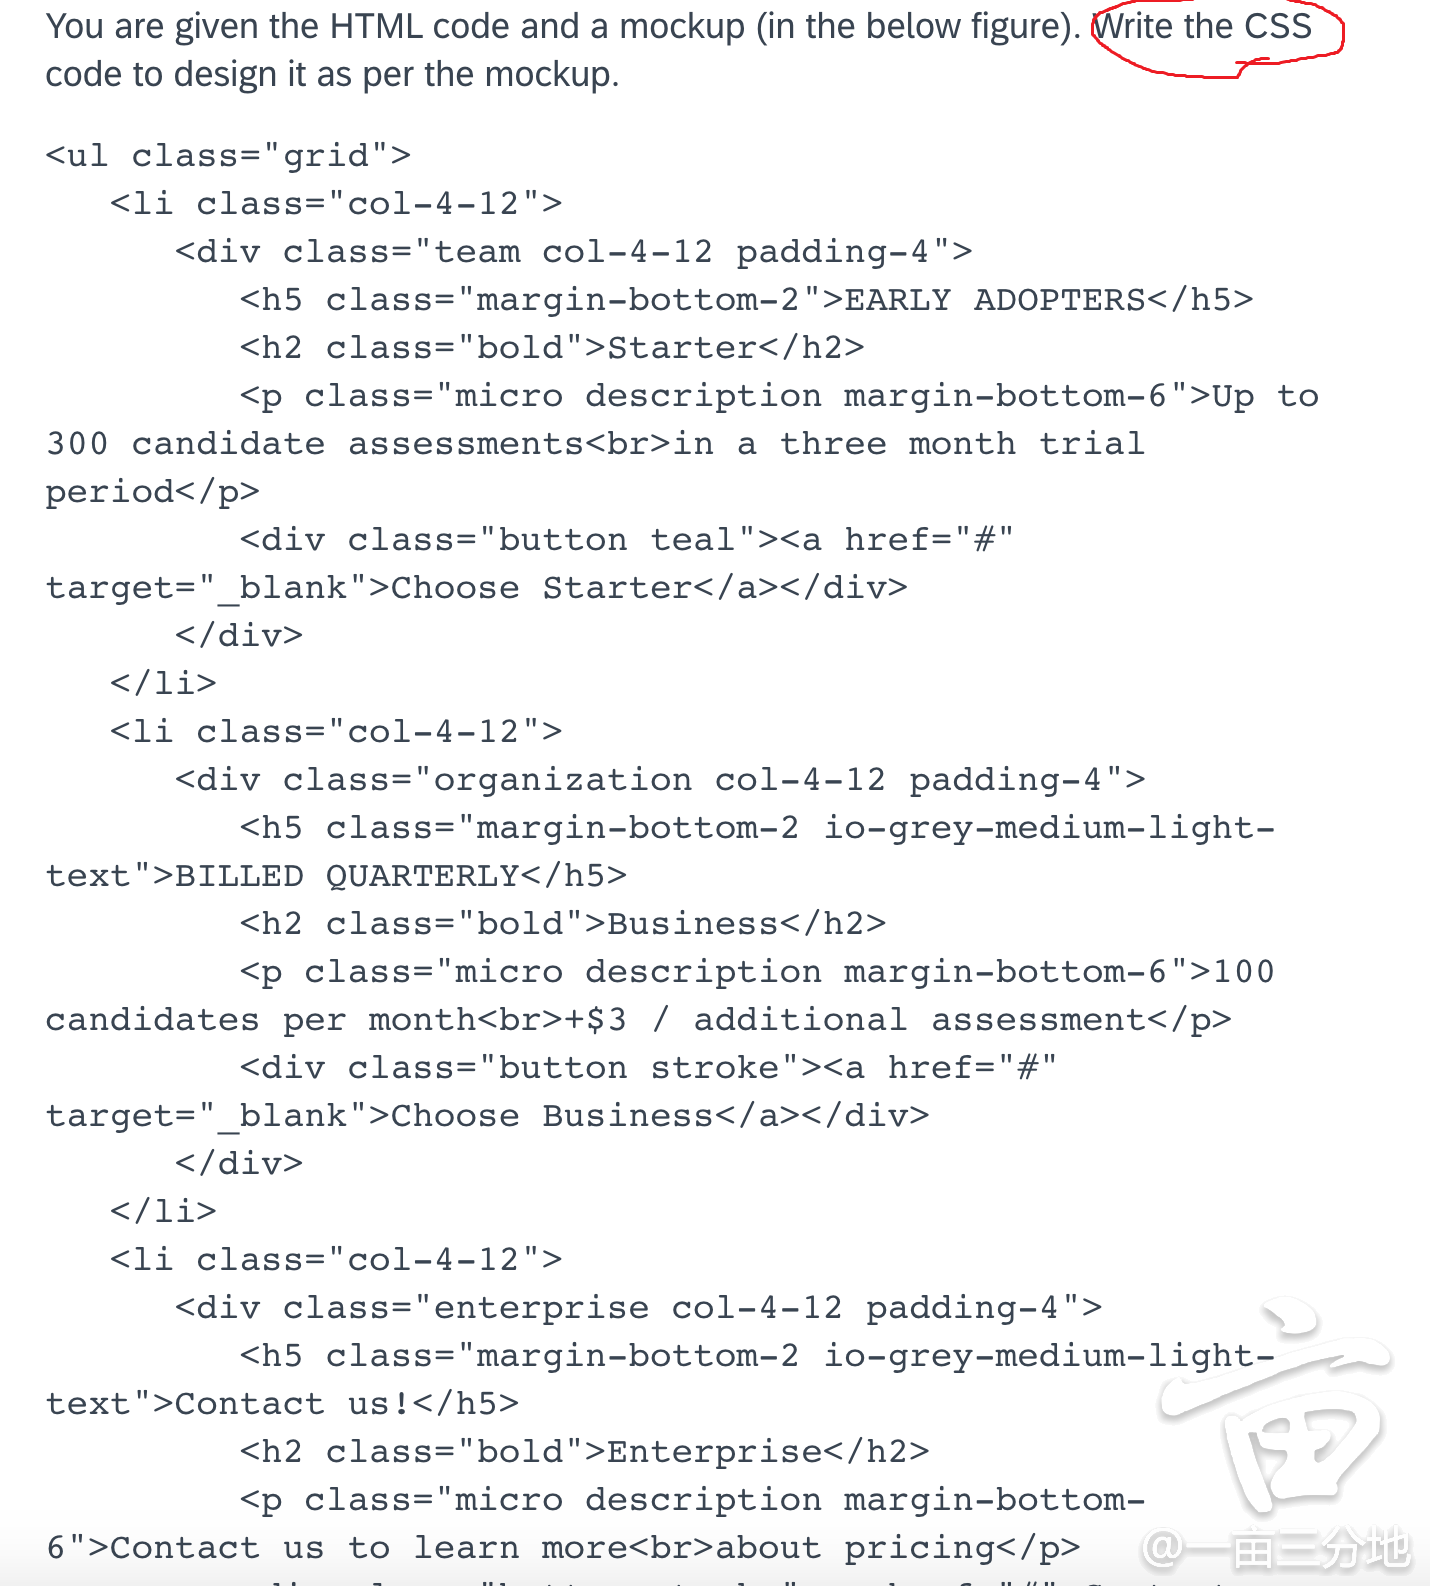 You are given the HTML code and a mockup (in the below figure). Write the CSS
code to design it as per the mockup.
<ul class="grid">
<li class="col-4-12">
<div class="team col-4-12 padding-4">
<h5 class="margin-bottom-2">EARLY ADOPTERS</h5>
<h2 class="bold">Starter</h2>
<p class="micro description margin-bottom-6">Up to
300 candidate assessments<br>in a three month trial
period</p>
<div class="button teal"><a href="#"
target="_blank">Choose Starter</a></div>
</div>
</li>
<li class="col-4-12">
<div class="organization col-4-12 padding-4">
<h5 class="margin-bottom-2 io-grey-medium-light-
text">BILLED QUARTERLY</h5>
<h2 class="bold">Business</h2>
<p class="micro description margin-bottom-6">100
candidates per month<br>+$3 / additional assessment</p>
<div class="button stroke"><a href="#"
target="_blank">Choose Business</a></div>
</div>
</li>
<li class="col-4-12">
<div class="enterprise col-4-12 padding-4">
<h5 class="margin-bottom-2 io-grey-medium-light-
text">Contact us!</h5>
<h2 class="bold">Enterprise</h2>
<p class="micro description margin-bottom-
6">Contact us to learn more<br>about pricing</p>
亩
@一亩三分地